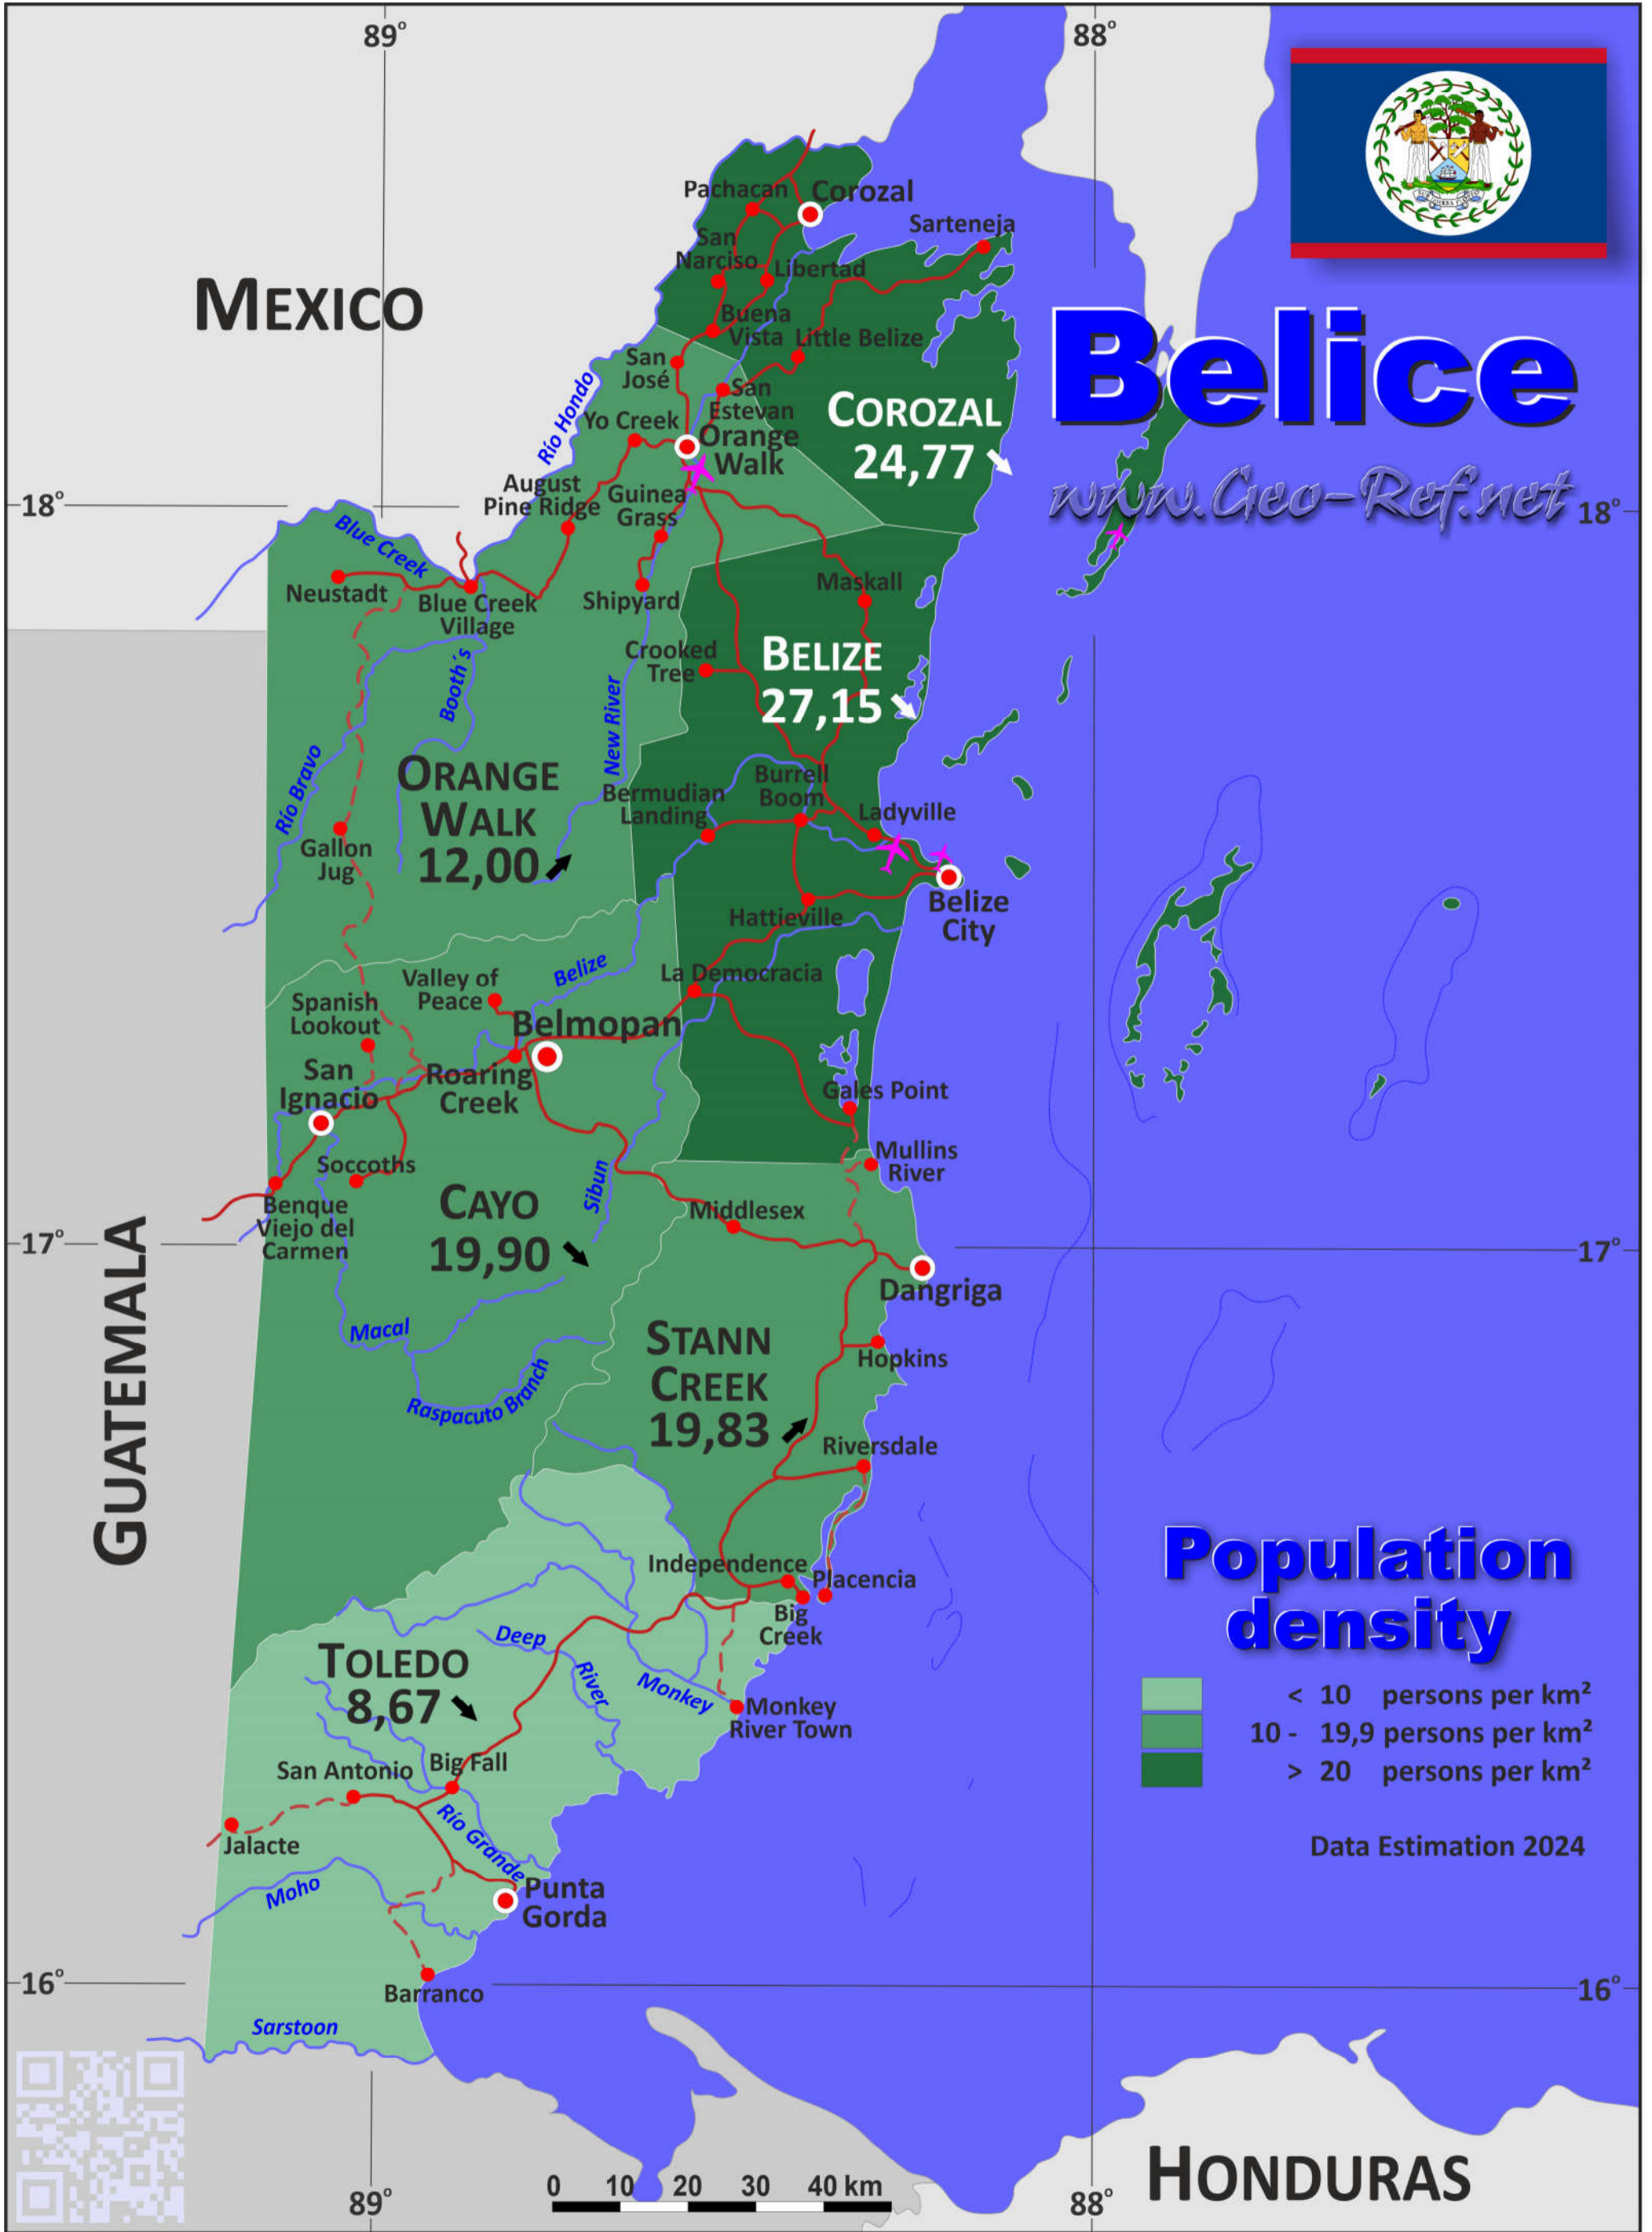 89°
88°
Pachacan
Corozal
Sarteneja
San
Narciso
Libertad
MEXICO
Buena
Vista
Little Belize
Belice
San
José
San
Estevan
COROZAL
24,77
Río Hondo
Yo Creek
Orange
Walk
www.Geo-Ref.net
August
Pine Ridge
Guinea
Grass
18°
18°
Blue Creek
Neustadt
Blue Creek
Village
Shipyard
Maskall
Crooked
Tree
BELIZE
27,15
Booth´s
New River
Río Bravo
ORANGE
WALK
12,00
Burrell
Boom
Bermudian
Landing
Ladyville
Gallon
Jug
Belize
City
Hattieville
Belize
La Democracia
Valley of
Peace
Spanish
Lookout
Belmopan
San
Ignacio
Roaring
Creek
Gales Point
Mullins
River
Soccoths
Sibun
CAYO
19,90
Middlesex
Benque
Viejo del
Carmen
17°
17°
Dangriga
GUATEMALA
Macal
STANN
CREEK
19,83
Hopkins
Raspacuto Branch
Riversdale
Population
density
Independence
Placencia
Big
Creek
Deep
River
TOLEDO
8,67
Monkey
Monkey
River Town
< 10 persons per km²
10 - 19,9 persons per km²
> 20 persons per km²
San Antonio
Big Fall
Río Grande
Jalacte
Data Estimation 2024
Moho
Punta
Gorda
16°
16°
Barranco
Sarstoon
HONDURAS
0 10 20 30 40 km
89°
88°